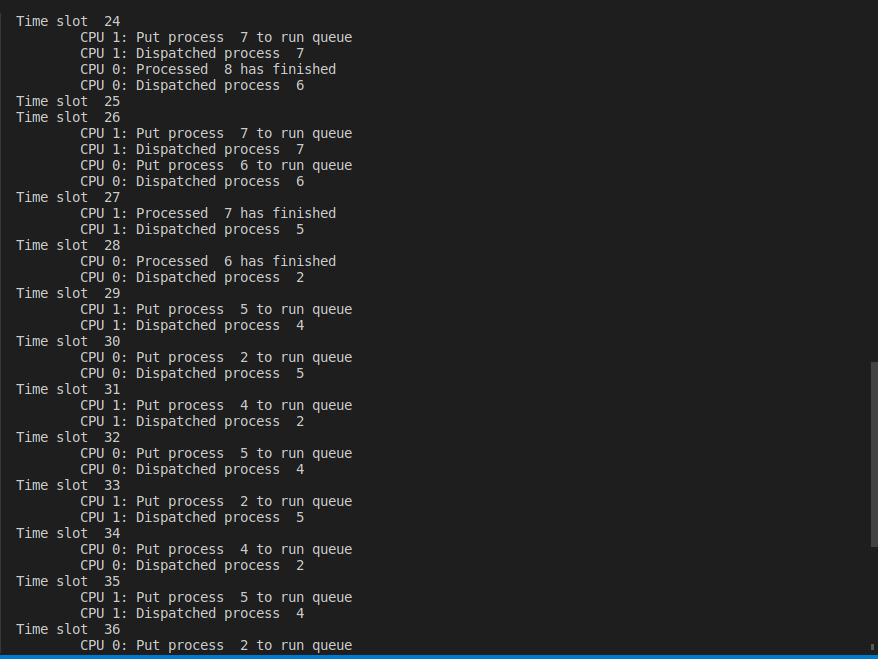 Time slot  24
        CPU 1: Put process  7 to run queue
        CPU 1: Dispatched process  7
        CPU 0: Processed  8 has finished
        CPU 0: Dispatched process  6
Time slot  25
Time slot  26
        CPU 1: Put process  7 to run queue
        CPU 1: Dispatched process  7
        CPU 0: Put process  6 to run queue
        CPU 0: Dispatched process  6
Time slot  27
        CPU 1: Processed  7 has finished
        CPU 1: Dispatched process  5
Time slot  28
        CPU 0: Processed  6 has finished
        CPU 0: Dispatched process  2
Time slot  29
        CPU 1: Put process  5 to run queue
        CPU 1: Dispatched process  4
Time slot  30
        CPU 0: Put process  2 to run queue
        CPU 0: Dispatched process  5
Time slot  31
        CPU 1: Put process  4 to run queue
        CPU 1: Dispatched process  2
Time slot  32
        CPU 0: Put process  5 to run queue
        CPU 0: Dispatched process  4
Time slot  33
        CPU 1: Put process  2 to run queue
        CPU 1: Dispatched process  5
Time slot  34
        CPU 0: Put process  4 to run queue
        CPU 0: Dispatched process  2
Time slot  35
        CPU 1: Put process  5 to run queue
        CPU 1: Dispatched process  4
Time slot  36
        CPU 0: Put process  2 to run queue